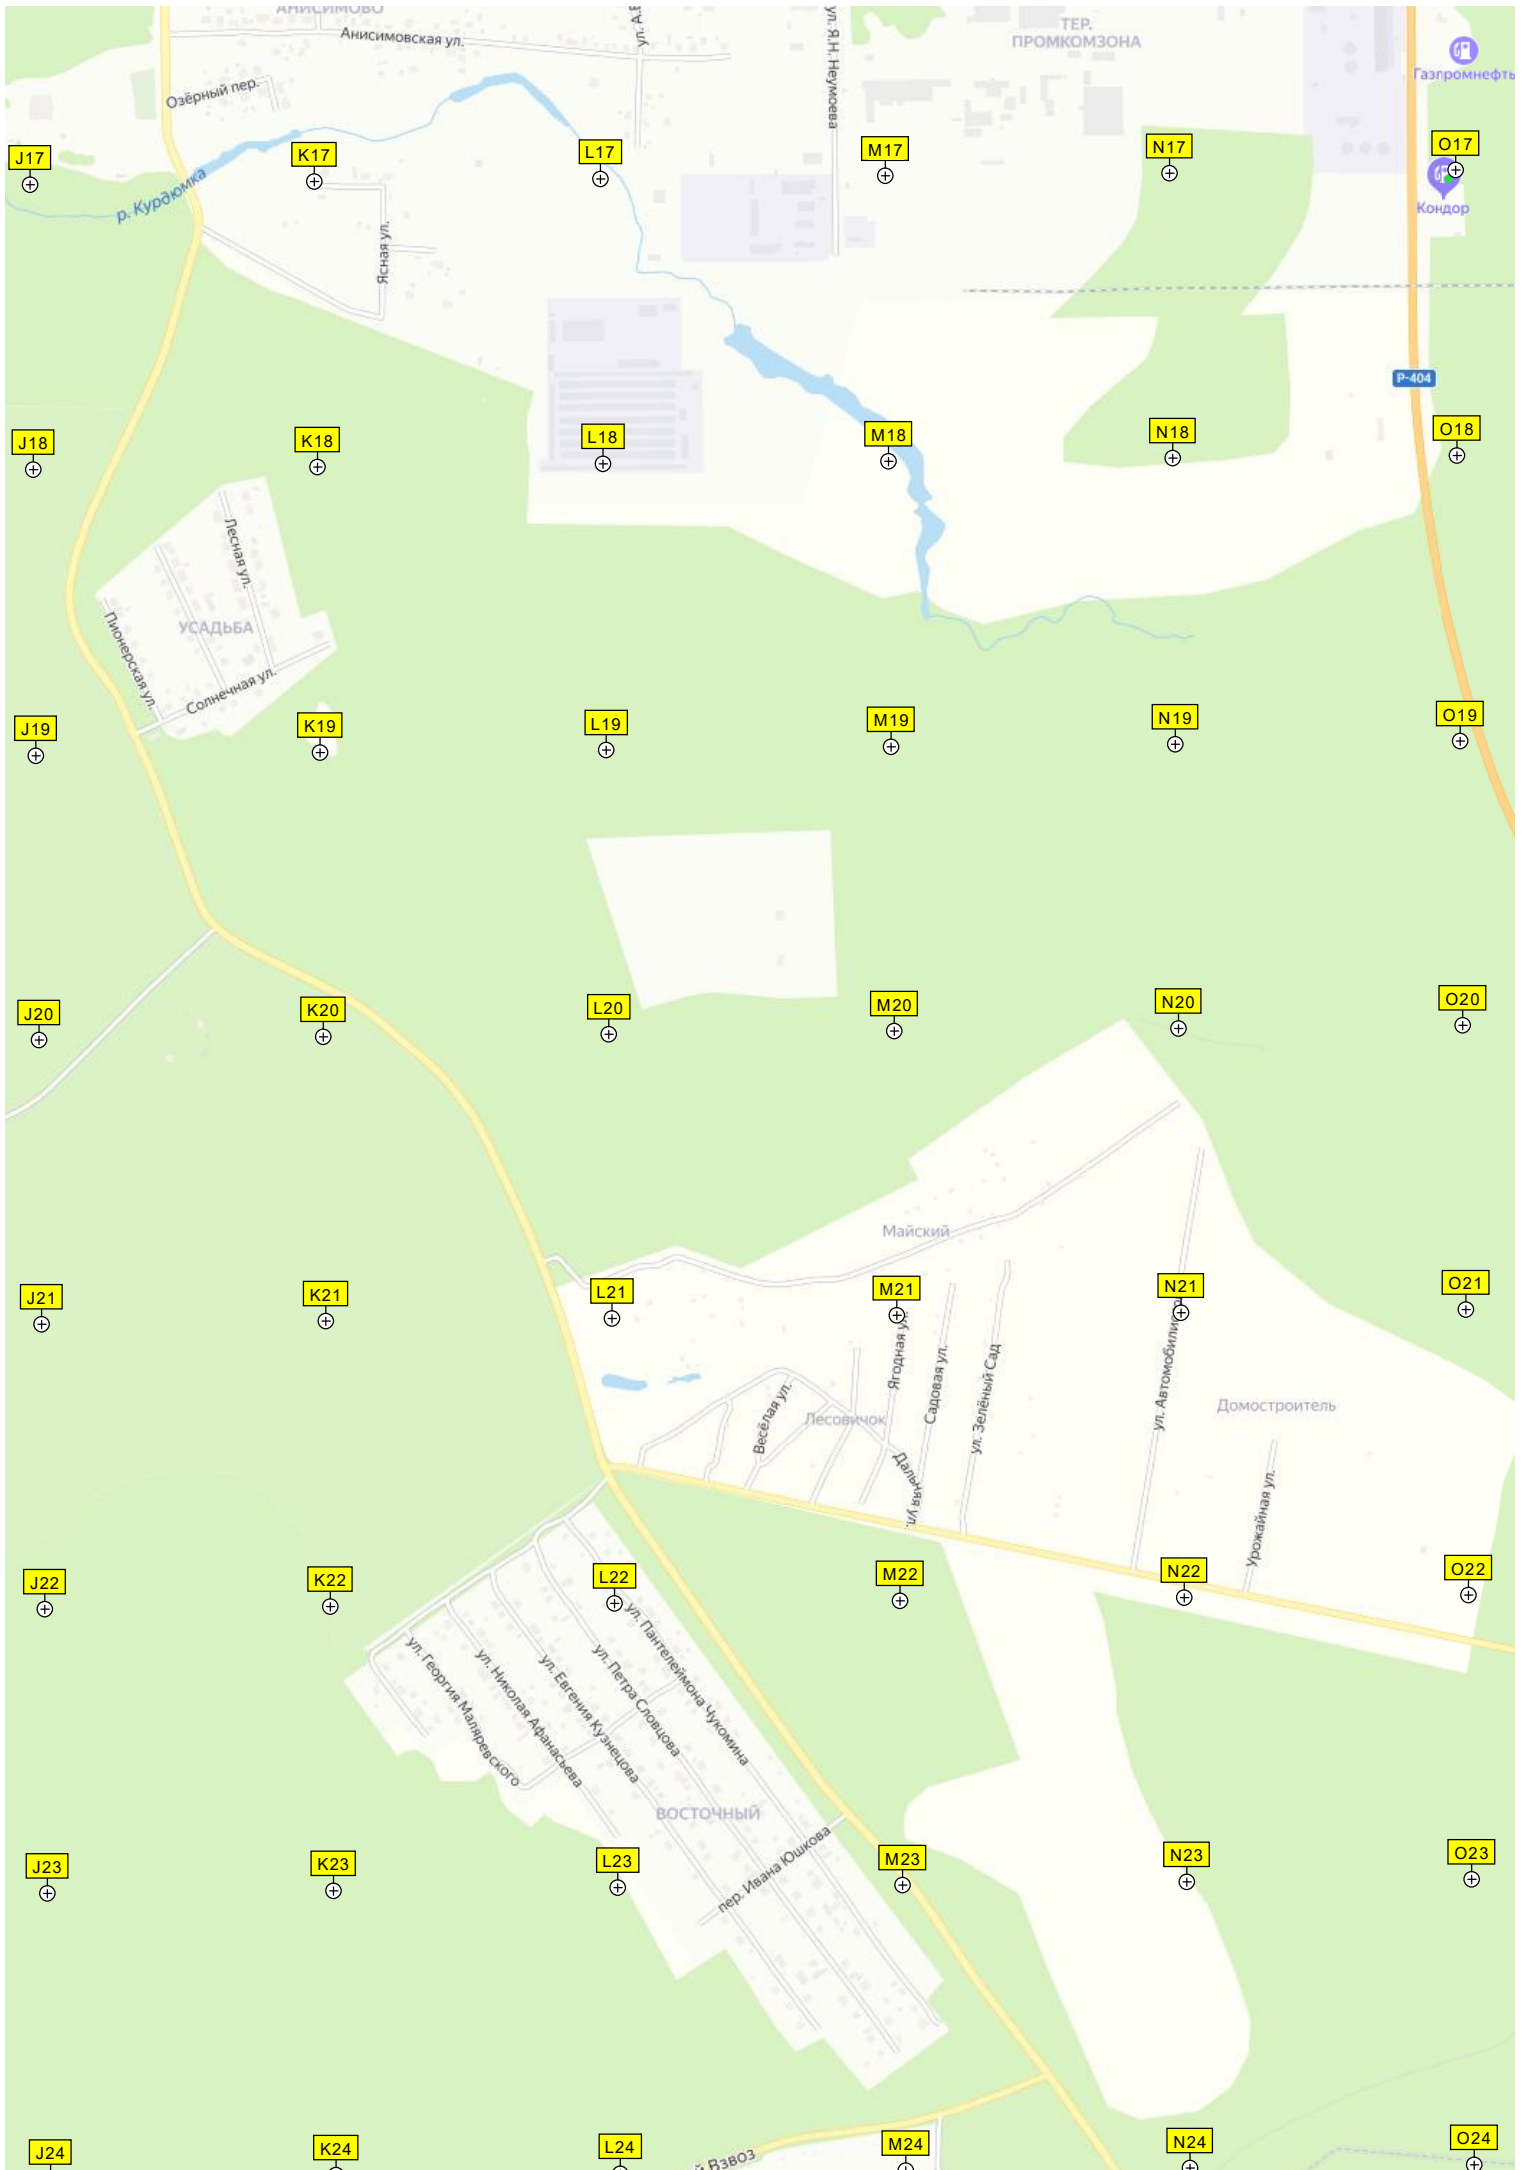 АНИСИМОВО
Анисимовская ул.
ул. Я.Н. Неумоева
ТЕР.
ПРОМКОМЗОНА
Газпромнефть
Озёрный пер.
J17
K17
L17
M17
N17
O17
р. Курдюмка
Кондор
Ясная ул.
Р-404
J18
K18
L18
M18
N18
O18
Лесная ул.
УСАДЬБА
Пионерская ул.
Солнечная ул.
J19
K19
L19
M19
N19
O19
J20
K20
L20
M20
N20
O20
Майский
J21
K21
L21
M21
N21
O21
Ягодная ул.
Садовая ул.
ул. Зелёный Сад
ул. Автомобилис
Весёлая ул.
Лесовичок
Домостроитель
Дальняя ул.
Урожайная ул.
J22
K22
L22
M22
N22
O22
ул. Пантелеймона Чукомина
ул. Петра Словцова
ул. Евгения Кузнецова
ул. Николая Афанасьева
ул. Георгия Маляревского
ВОСТОЧНЫЙ
пер. Ивана Юшкова
J23
K23
L23
M23
N23
O23
J24
K24
L24
M24
N24
O24
й Взвоз